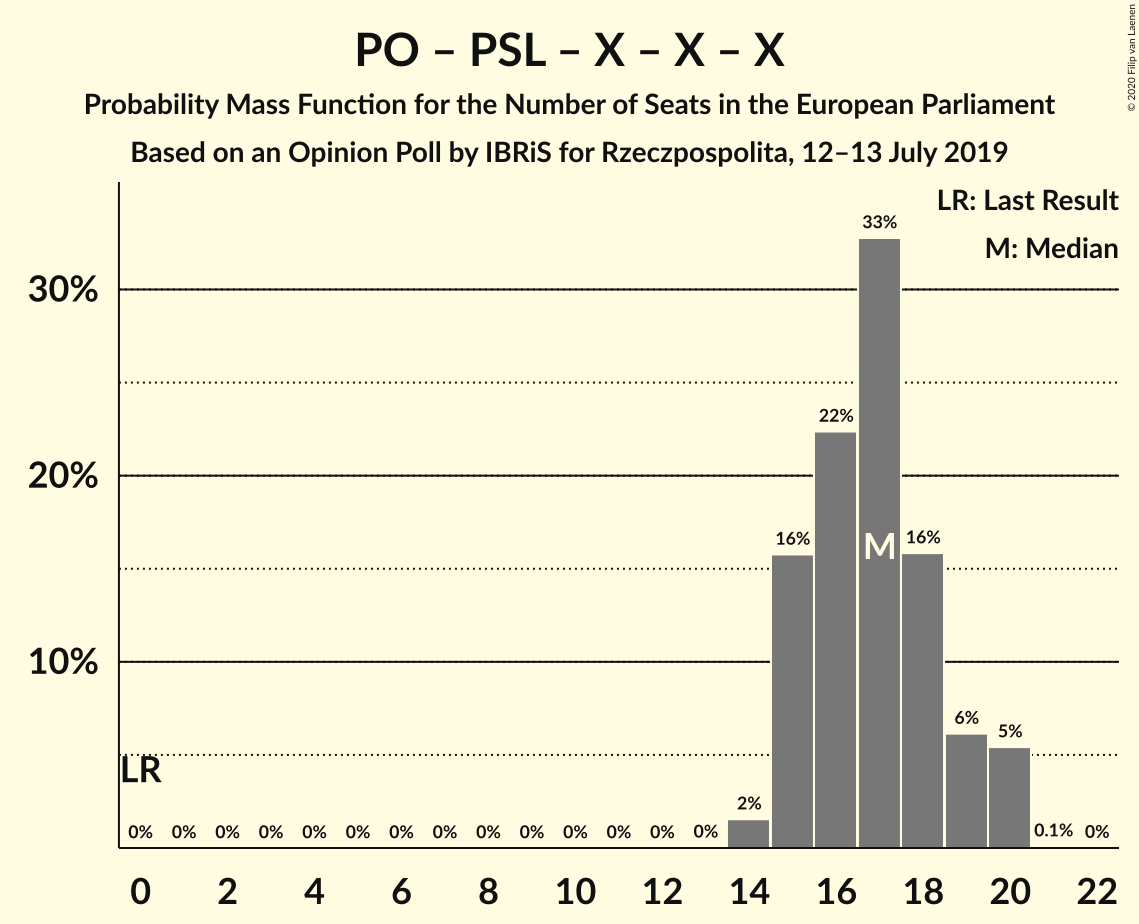 PO – PSL – X – X – X
Probability Mass Function for the Number of Seats in the European Parliament
Based on an Opinion Poll by IBRiS for Rzeczpospolita, 12–13 July 2019
© 2020 Filip van Laenen
LR: Last Result
M: Median
30%
20%
10%
33%
22%
16%
M
16%
6%
5%
LR
2%
0% 0% 0% 0% 0% 0% 0% 0% 0% 0% 0% 0% 0% 0% 0.1% 0%
0 2 4 6 8 10 12 14 16 18 20 22